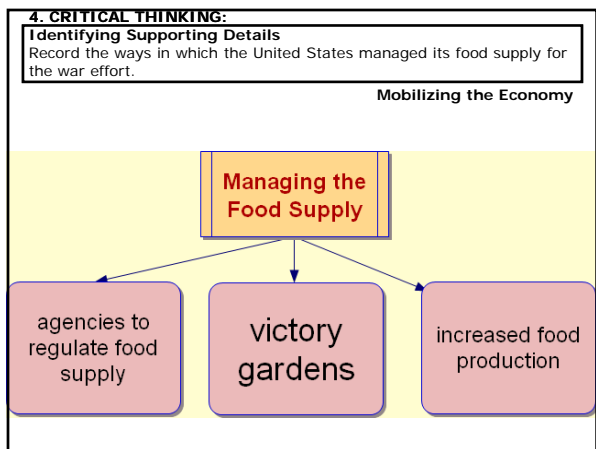 4. CRITICAL THINKING:
Identifying Supporting Details
Record the ways in which the United States managed its food supply for
the war effort.
Mobilizing the Economy
Managing the
Food Supply
agencies to
regulate food
supply
victory
gardens
increased food
production